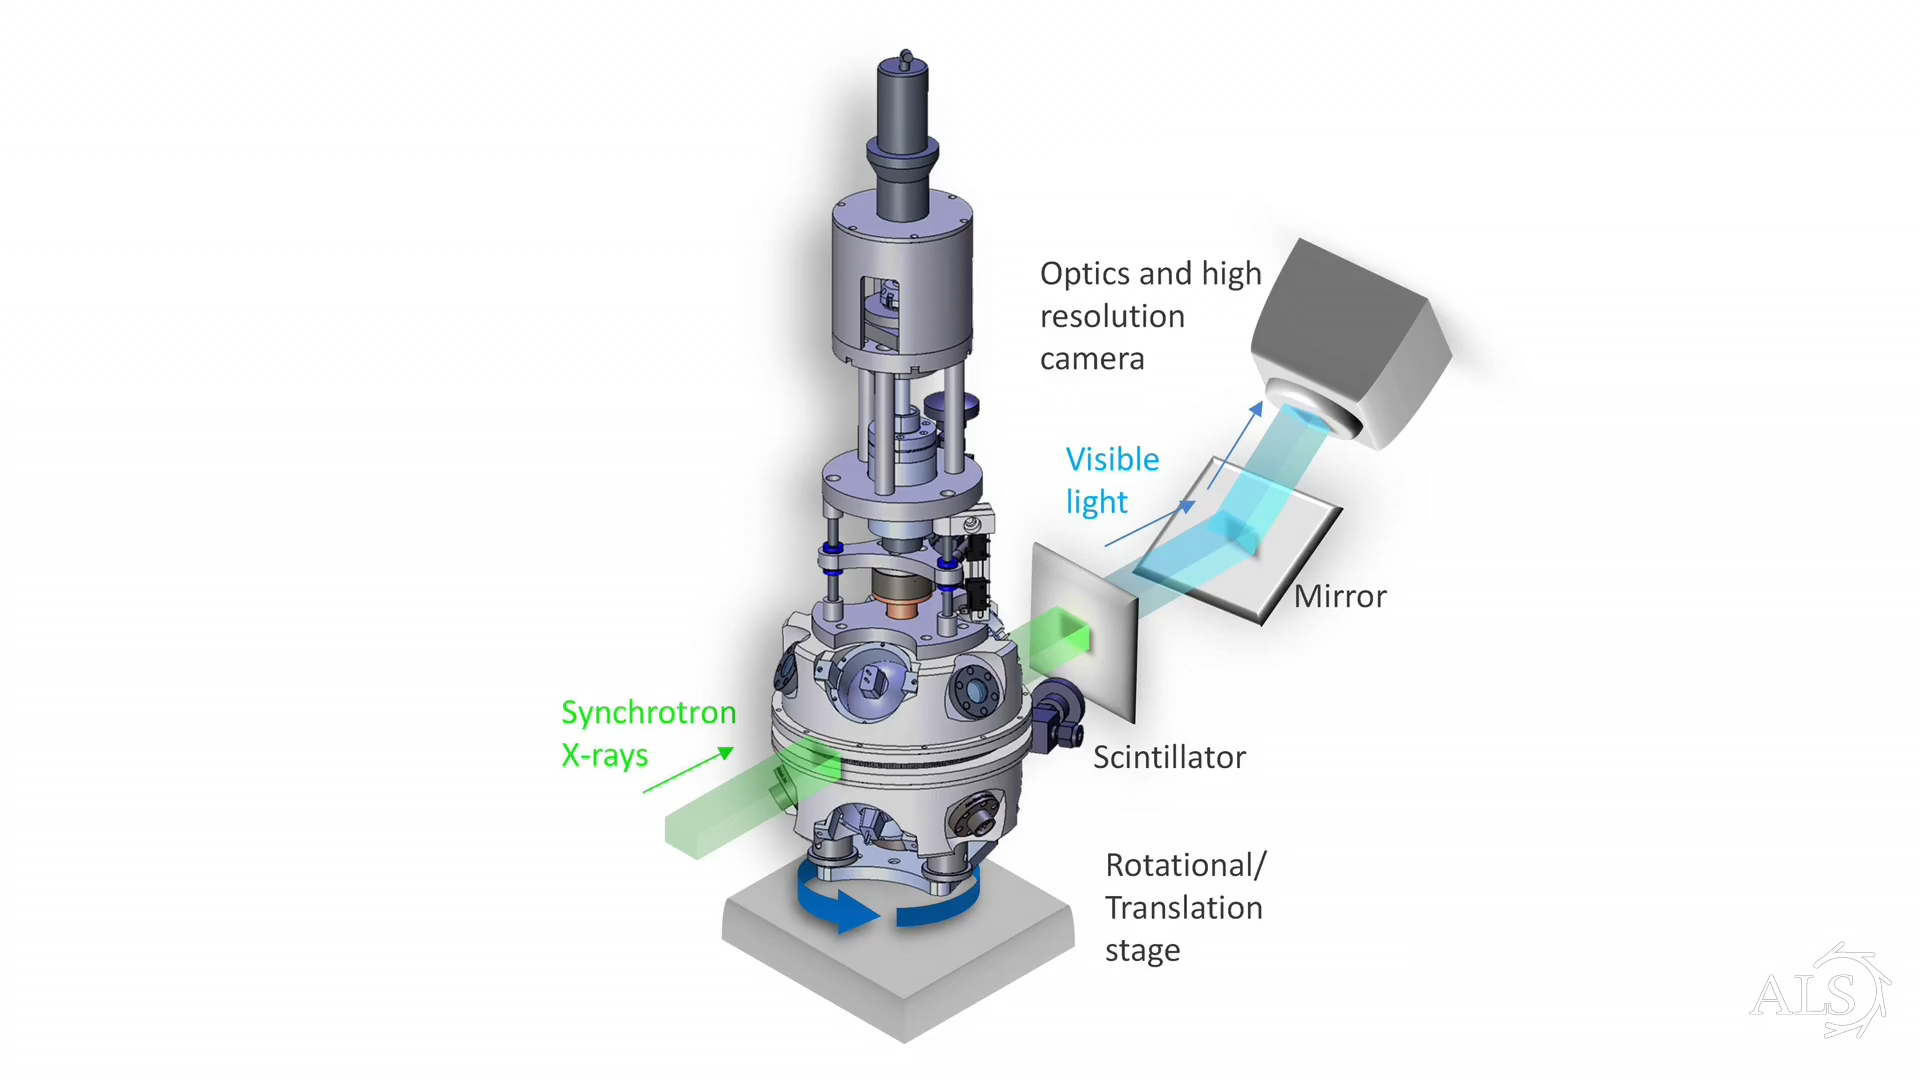 Optics and high
resolution
camera
Visible
light
Mirror
Synchrotron
X-rays
Scintillator
Rotational/
Translation
stage
ALS